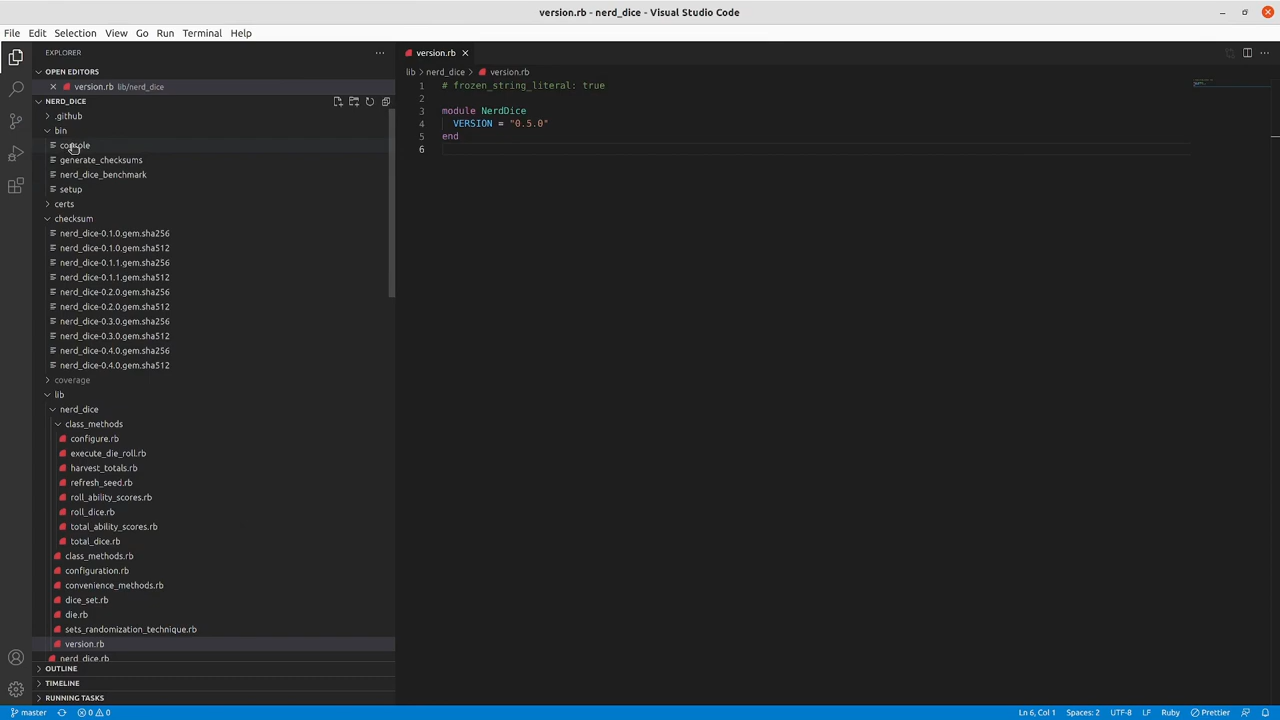 version.rb - nerd_dice - Visual Studio Code
File Edit Selection View Go Run Terminal Help
EXPLORER
OPEN EDITORS
version.rb lib/nerd_dice
NERD_DICE
.github
bin
console
generate_checksums
nerd_dice_benchmark
setup
certs
checksum
nerd_dice-0.1.0.gem.sha256
nerd_dice-0.1.0.gem.sha512
nerd_dice-0.1.1.gem.sha256
nerd_dice-0.1.1.gem.sha512
nerd_dice-0.2.0.gem.sha256
nerd_dice-0.2.0.gem.sha512
nerd_dice-0.3.0.gem.sha256
nerd_dice-0.3.0.gem.sha512
nerd_dice-0.4.0.gem.sha256
nerd_dice-0.4.0.gem.sha512
coverage
lib
nerd_dice
class_methods
configure.rb
execute_die_roll.rb
harvest_totals.rb
refresh_seed.rb
roll_ability_scores.rb
roll_dice.rb
total_ability_scores.rb
total_dice.rb
class_methods.rb
configuration.rb
convenience_methods.rb
dice_set.rb
die.rb
sets_randomization_technique.rb
version.rb
nerd_dice.rb
OUTLINE
TIMELINE
RUNNING TASKS
version.rb
lib > nerd_dice > version.rb
1 # frozen_string_literal: true
2
3 module NerdDice
4 VERSION = "0.5.0"
5 end
6
master 0 0 Ln 6, Col 1 Spaces: 2 UTF-8 LF Ruby Prettier